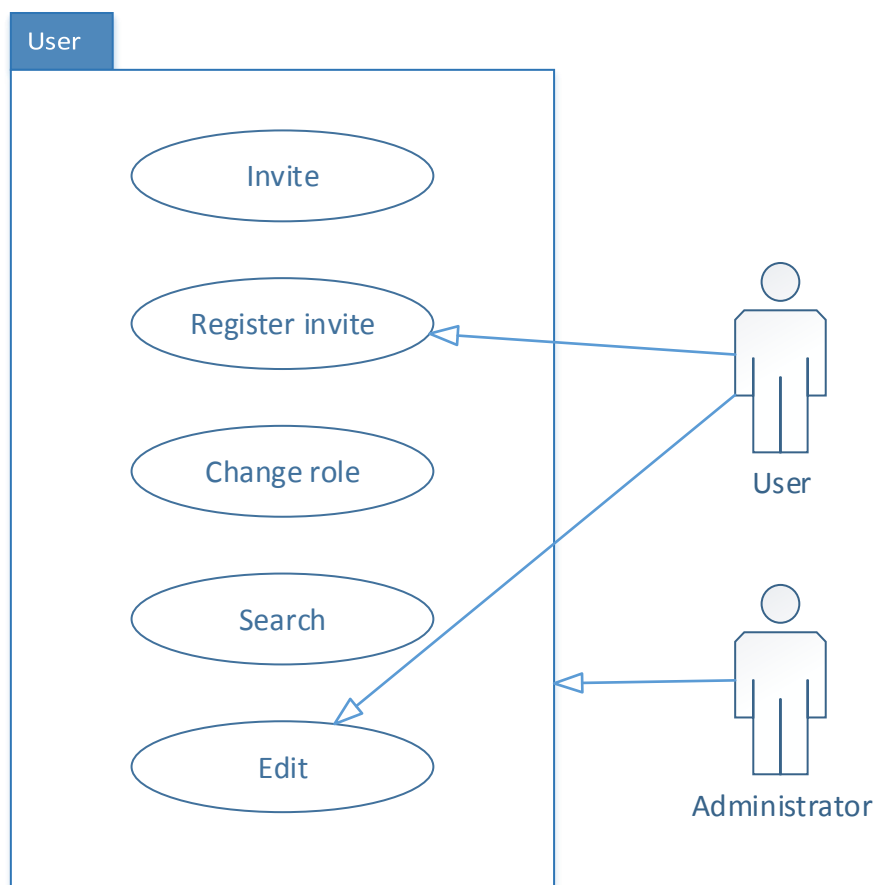 User
Invite
Register invite
Change role
Search
Edit
User
Administrator